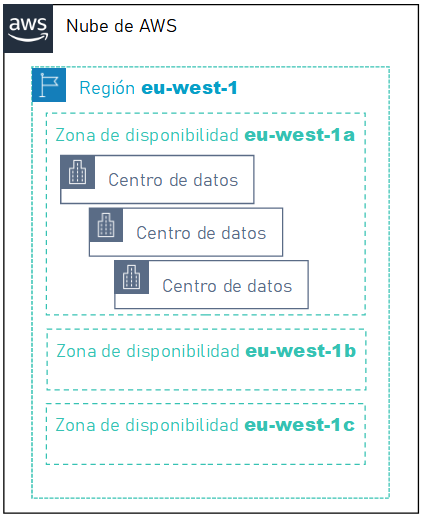 aws
Nube de AWS
Región eu-west-1
Zona de disponibilidad eu-west-1a
Centro de datos
Centro de datos
Centro de datos
Zona de disponibilidad eu-west-1b
Zona de disponibilidad eu-west-1c